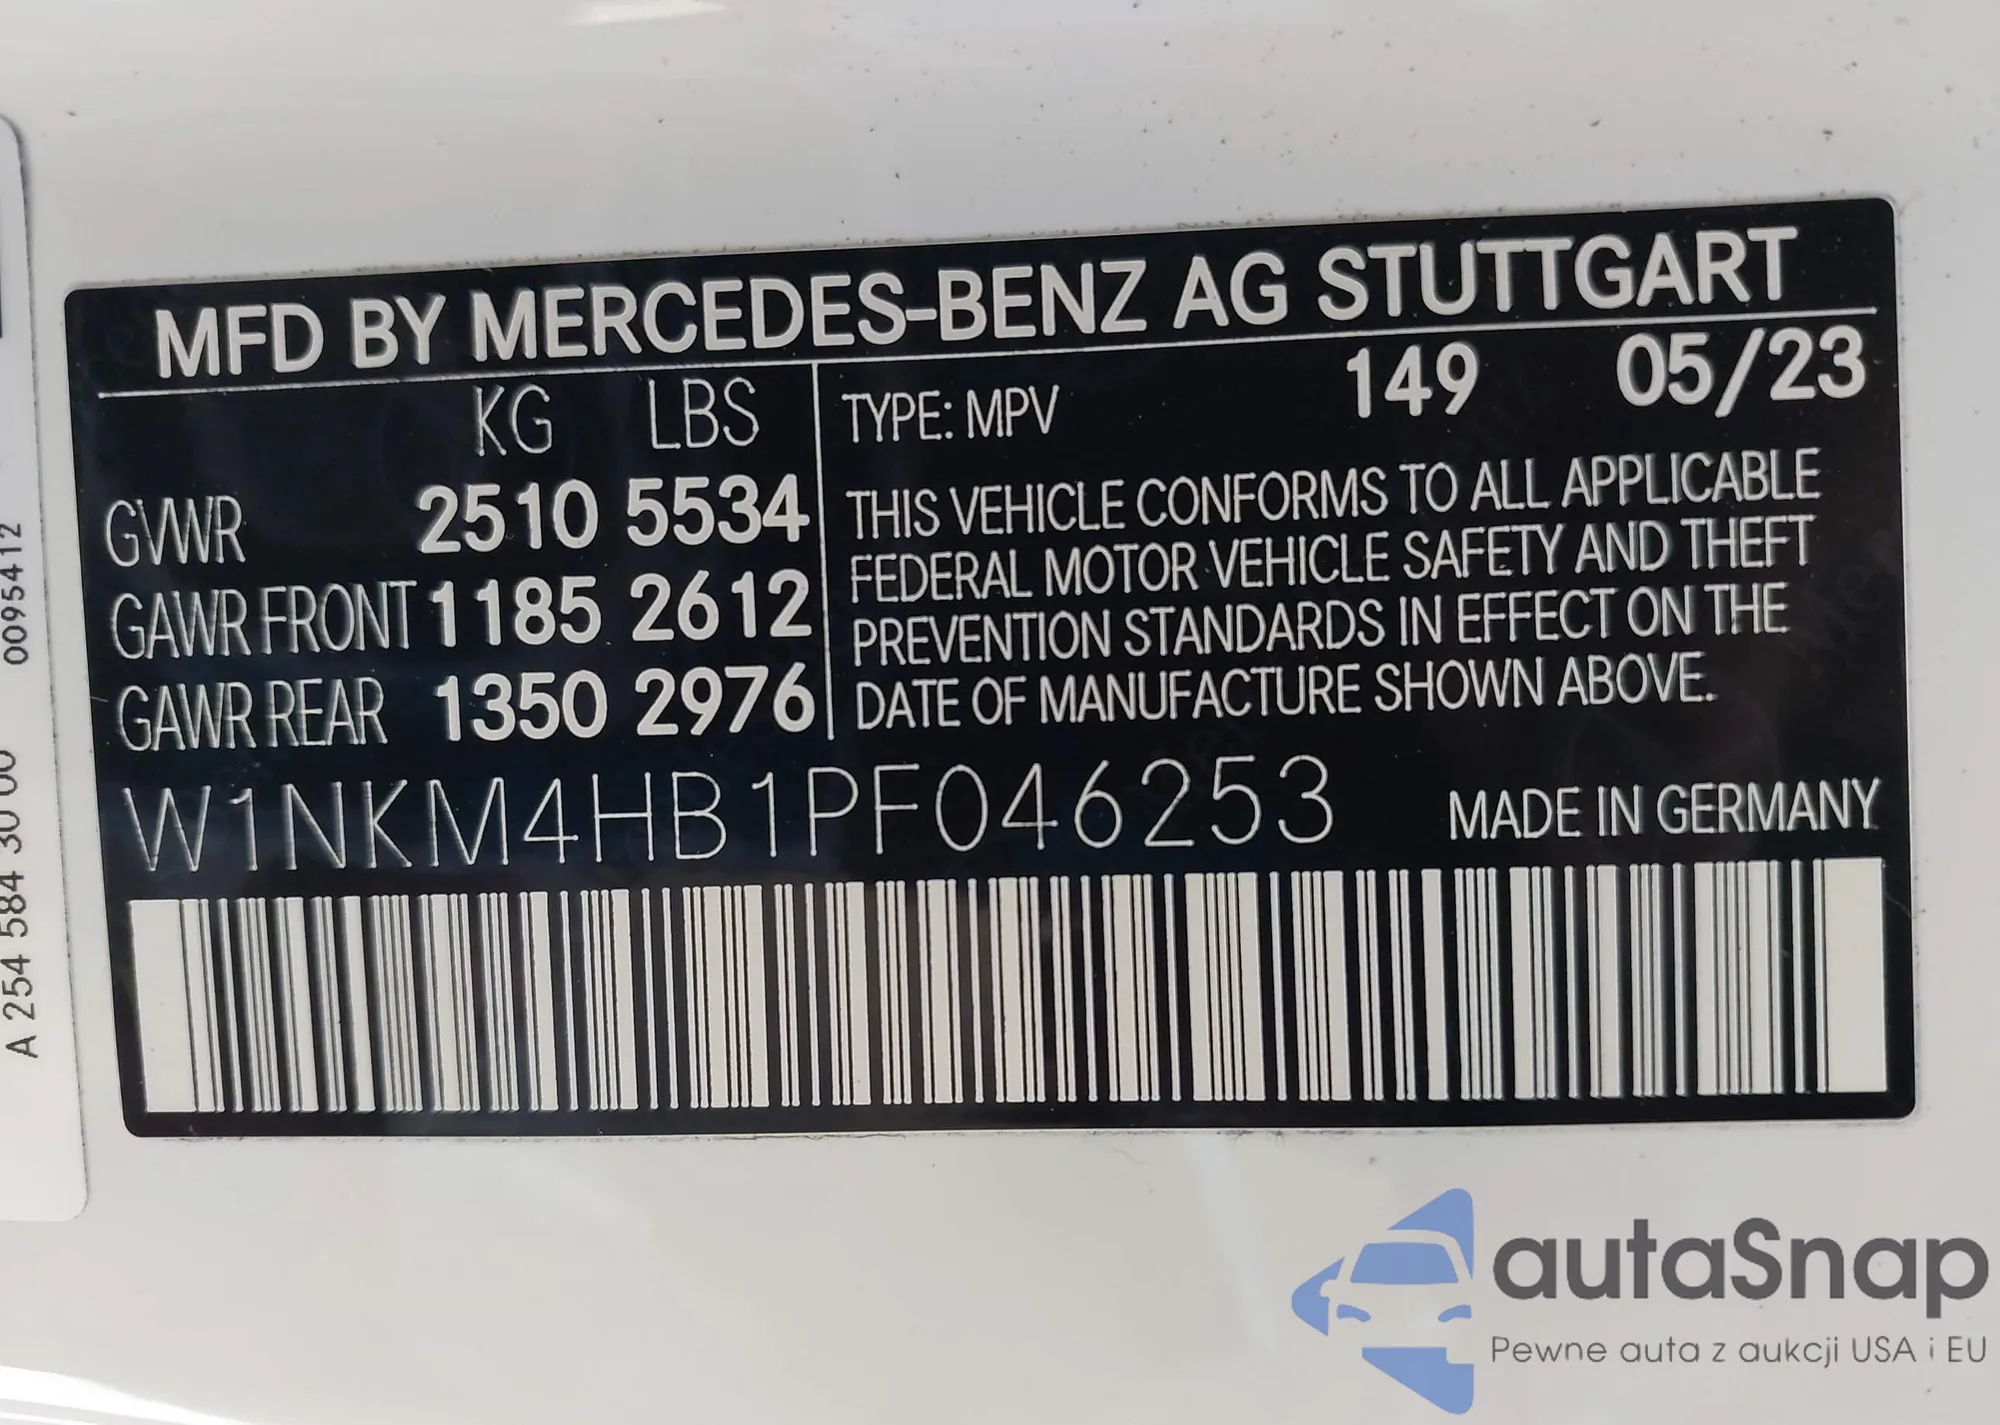 MFD BY MERCEDES-BENZ AG STUTTGART
KG LBS
GVWR 2510 5534
GAWR FRONT 1185 2612
GAWR REAR 1350 2976
TYPE: MPV 149 05/23
THIS VEHICLE CONFORMS TO ALL APPLICABLE
FEDERAL MOTOR VEHICLE SAFETY AND THEFT
PREVENTION STANDARDS IN EFFECT ON THE
DATE OF MANUFACTURE SHOWN ABOVE.
W1NKM4HB1PF046253 MADE IN GERMANY
A 254 584 30 00 0095412
autaSnap
Pewne auta z aukcji USA i EU